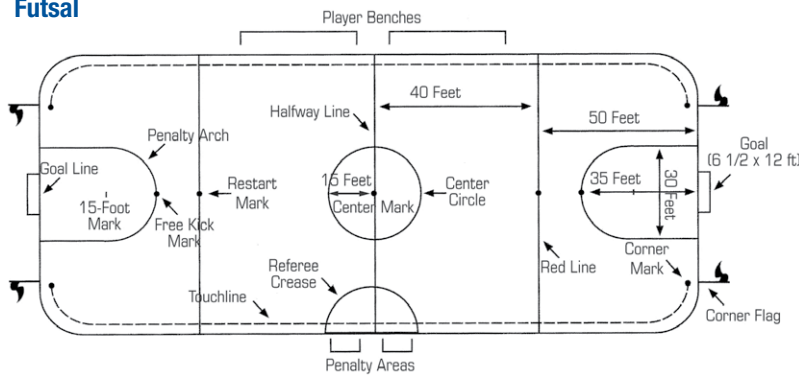 Futsal
Player Benches
40 Feet
Halfway Line
50 Feet
Penalty Arch
Goal
(6 1/2 x 12 ft)
Goal Line
15 Feet
35 Feet
30 Feet
Restart
Mark
Center
Circle
15-Foot
Mark
Center Mark
Free Kick
Mark
Corner
Mark
Referee
Crease
Red Line
Touchline
Corner Flag
Penalty Areas